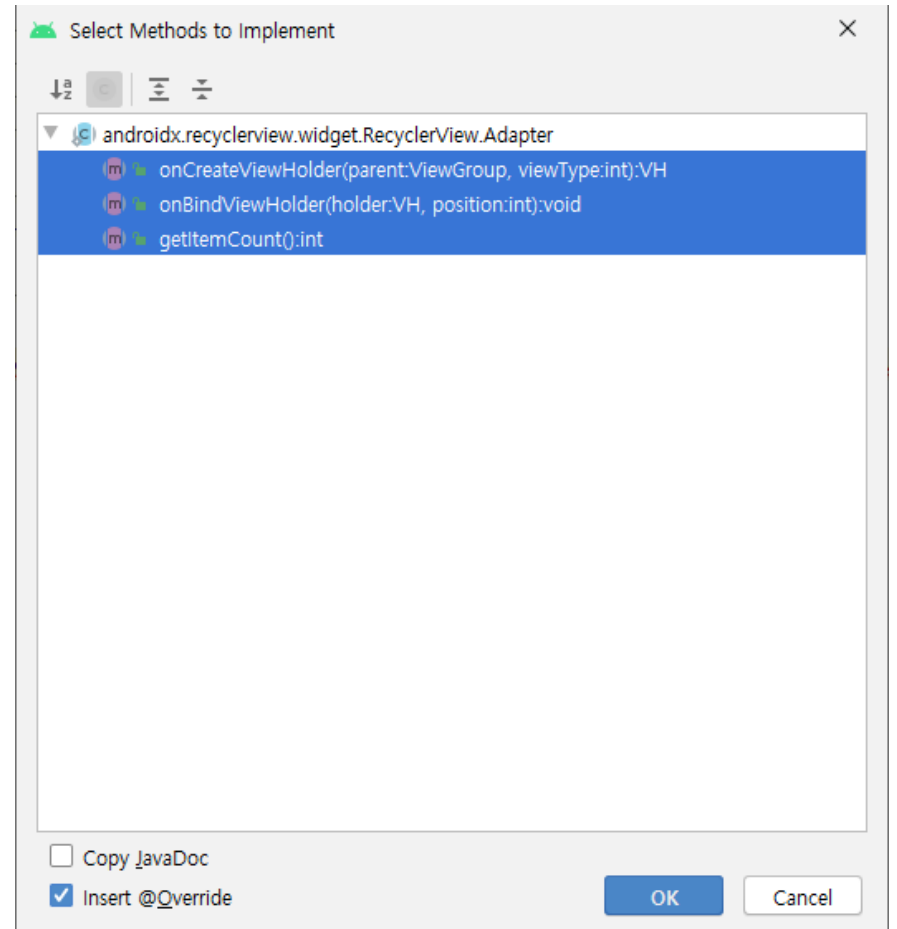 Select Methods to Implement
androidx.recyclerview.widget.RecyclerView.Adapter
onCreateViewHolder(parent:ViewGroup, viewType:int):VH
onBindViewHolder(holder:VH, position:int):void
getItemCount():int
Copy JavaDoc
Insert @Override
OK
Cancel